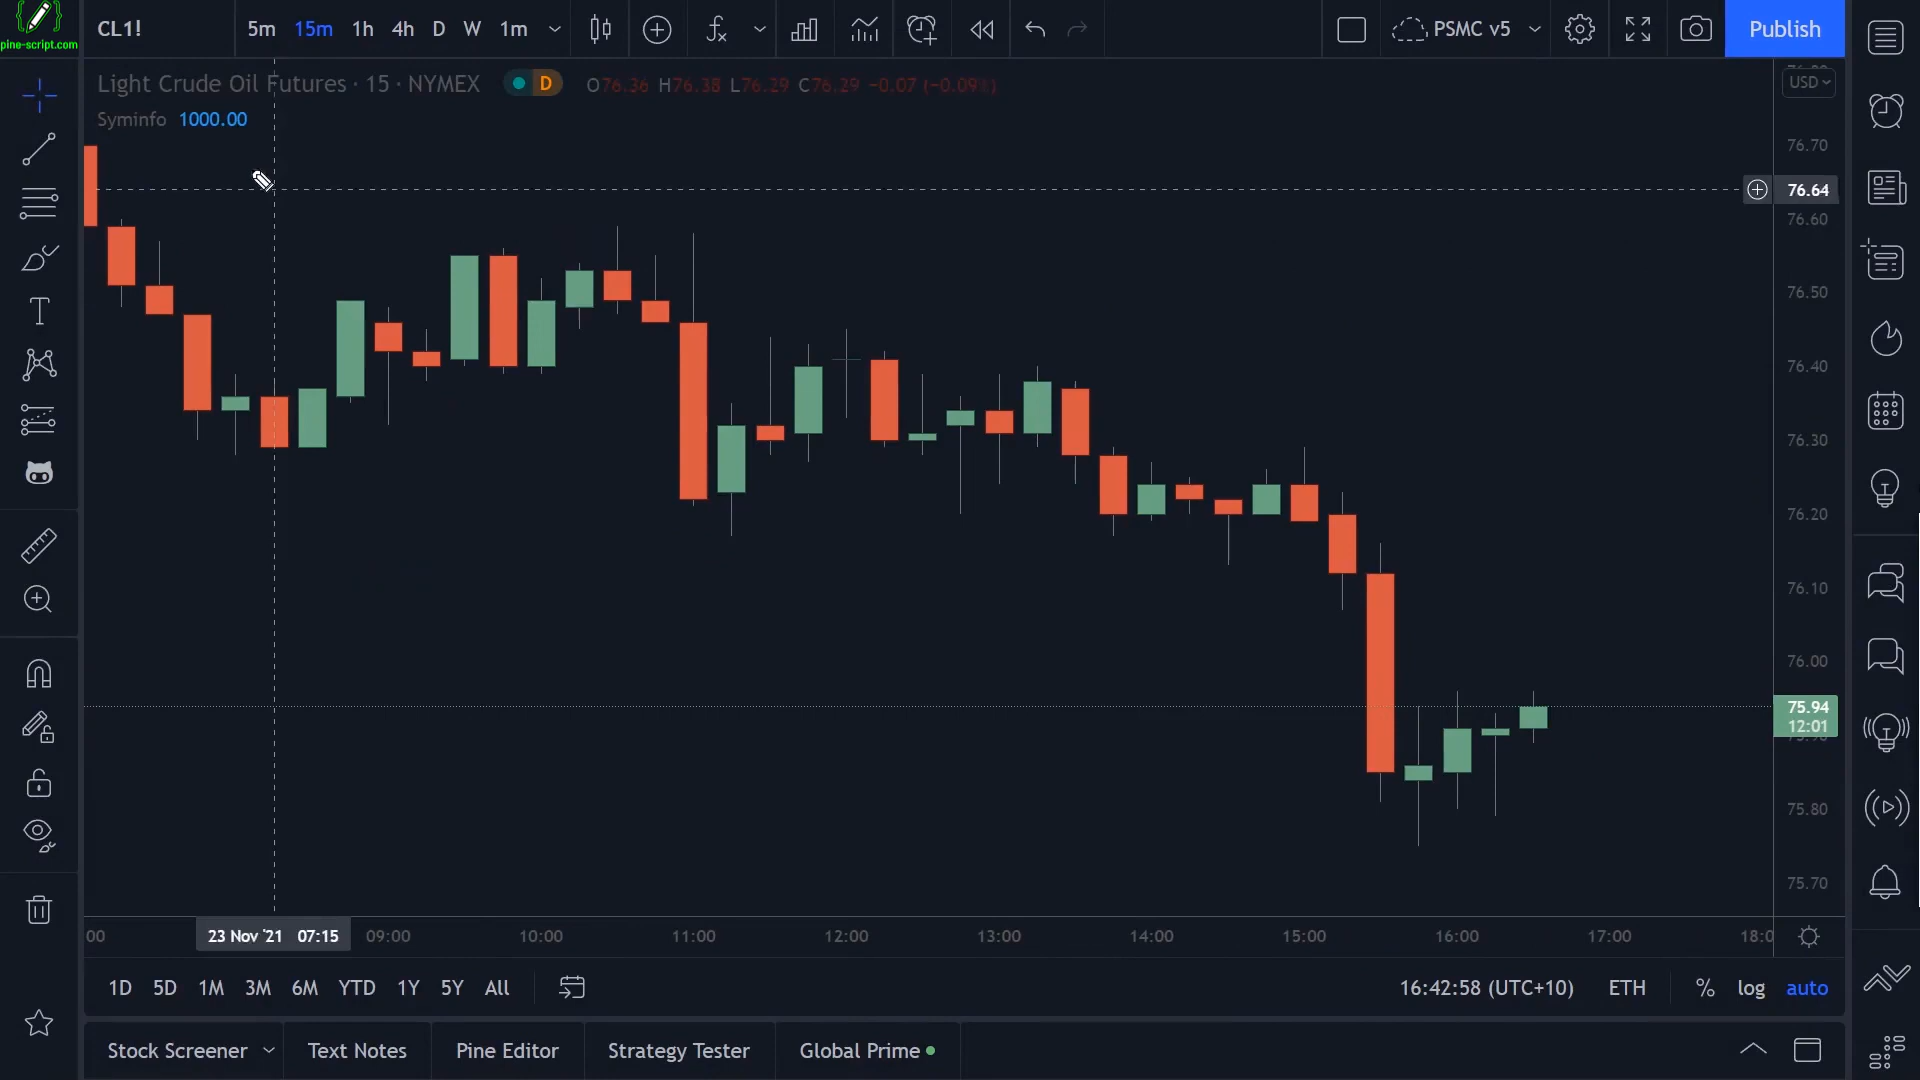 pine-script.com
CL1! 5m 15m 1h 4h D W 1m PSMC v5 Publish
Light Crude Oil Futures · 15 · NYMEX D O76.36 H76.38 L76.29 C76.29 −0.07 (−0.09%) USD
Syminfo 1000.00
76.70
76.64
76.60
76.50
76.40
76.30
76.20
76.10
76.00
75.94
12:01
75.80
75.70
00 23 Nov '21 07:15 09:00 10:00 11:00 12:00 13:00 14:00 15:00 16:00 17:00 18:0
1D 5D 1M 3M 6M YTD 1Y 5Y All 16:42:58 (UTC+10) ETH % log auto
Stock Screener Text Notes Pine Editor Strategy Tester Global Prime